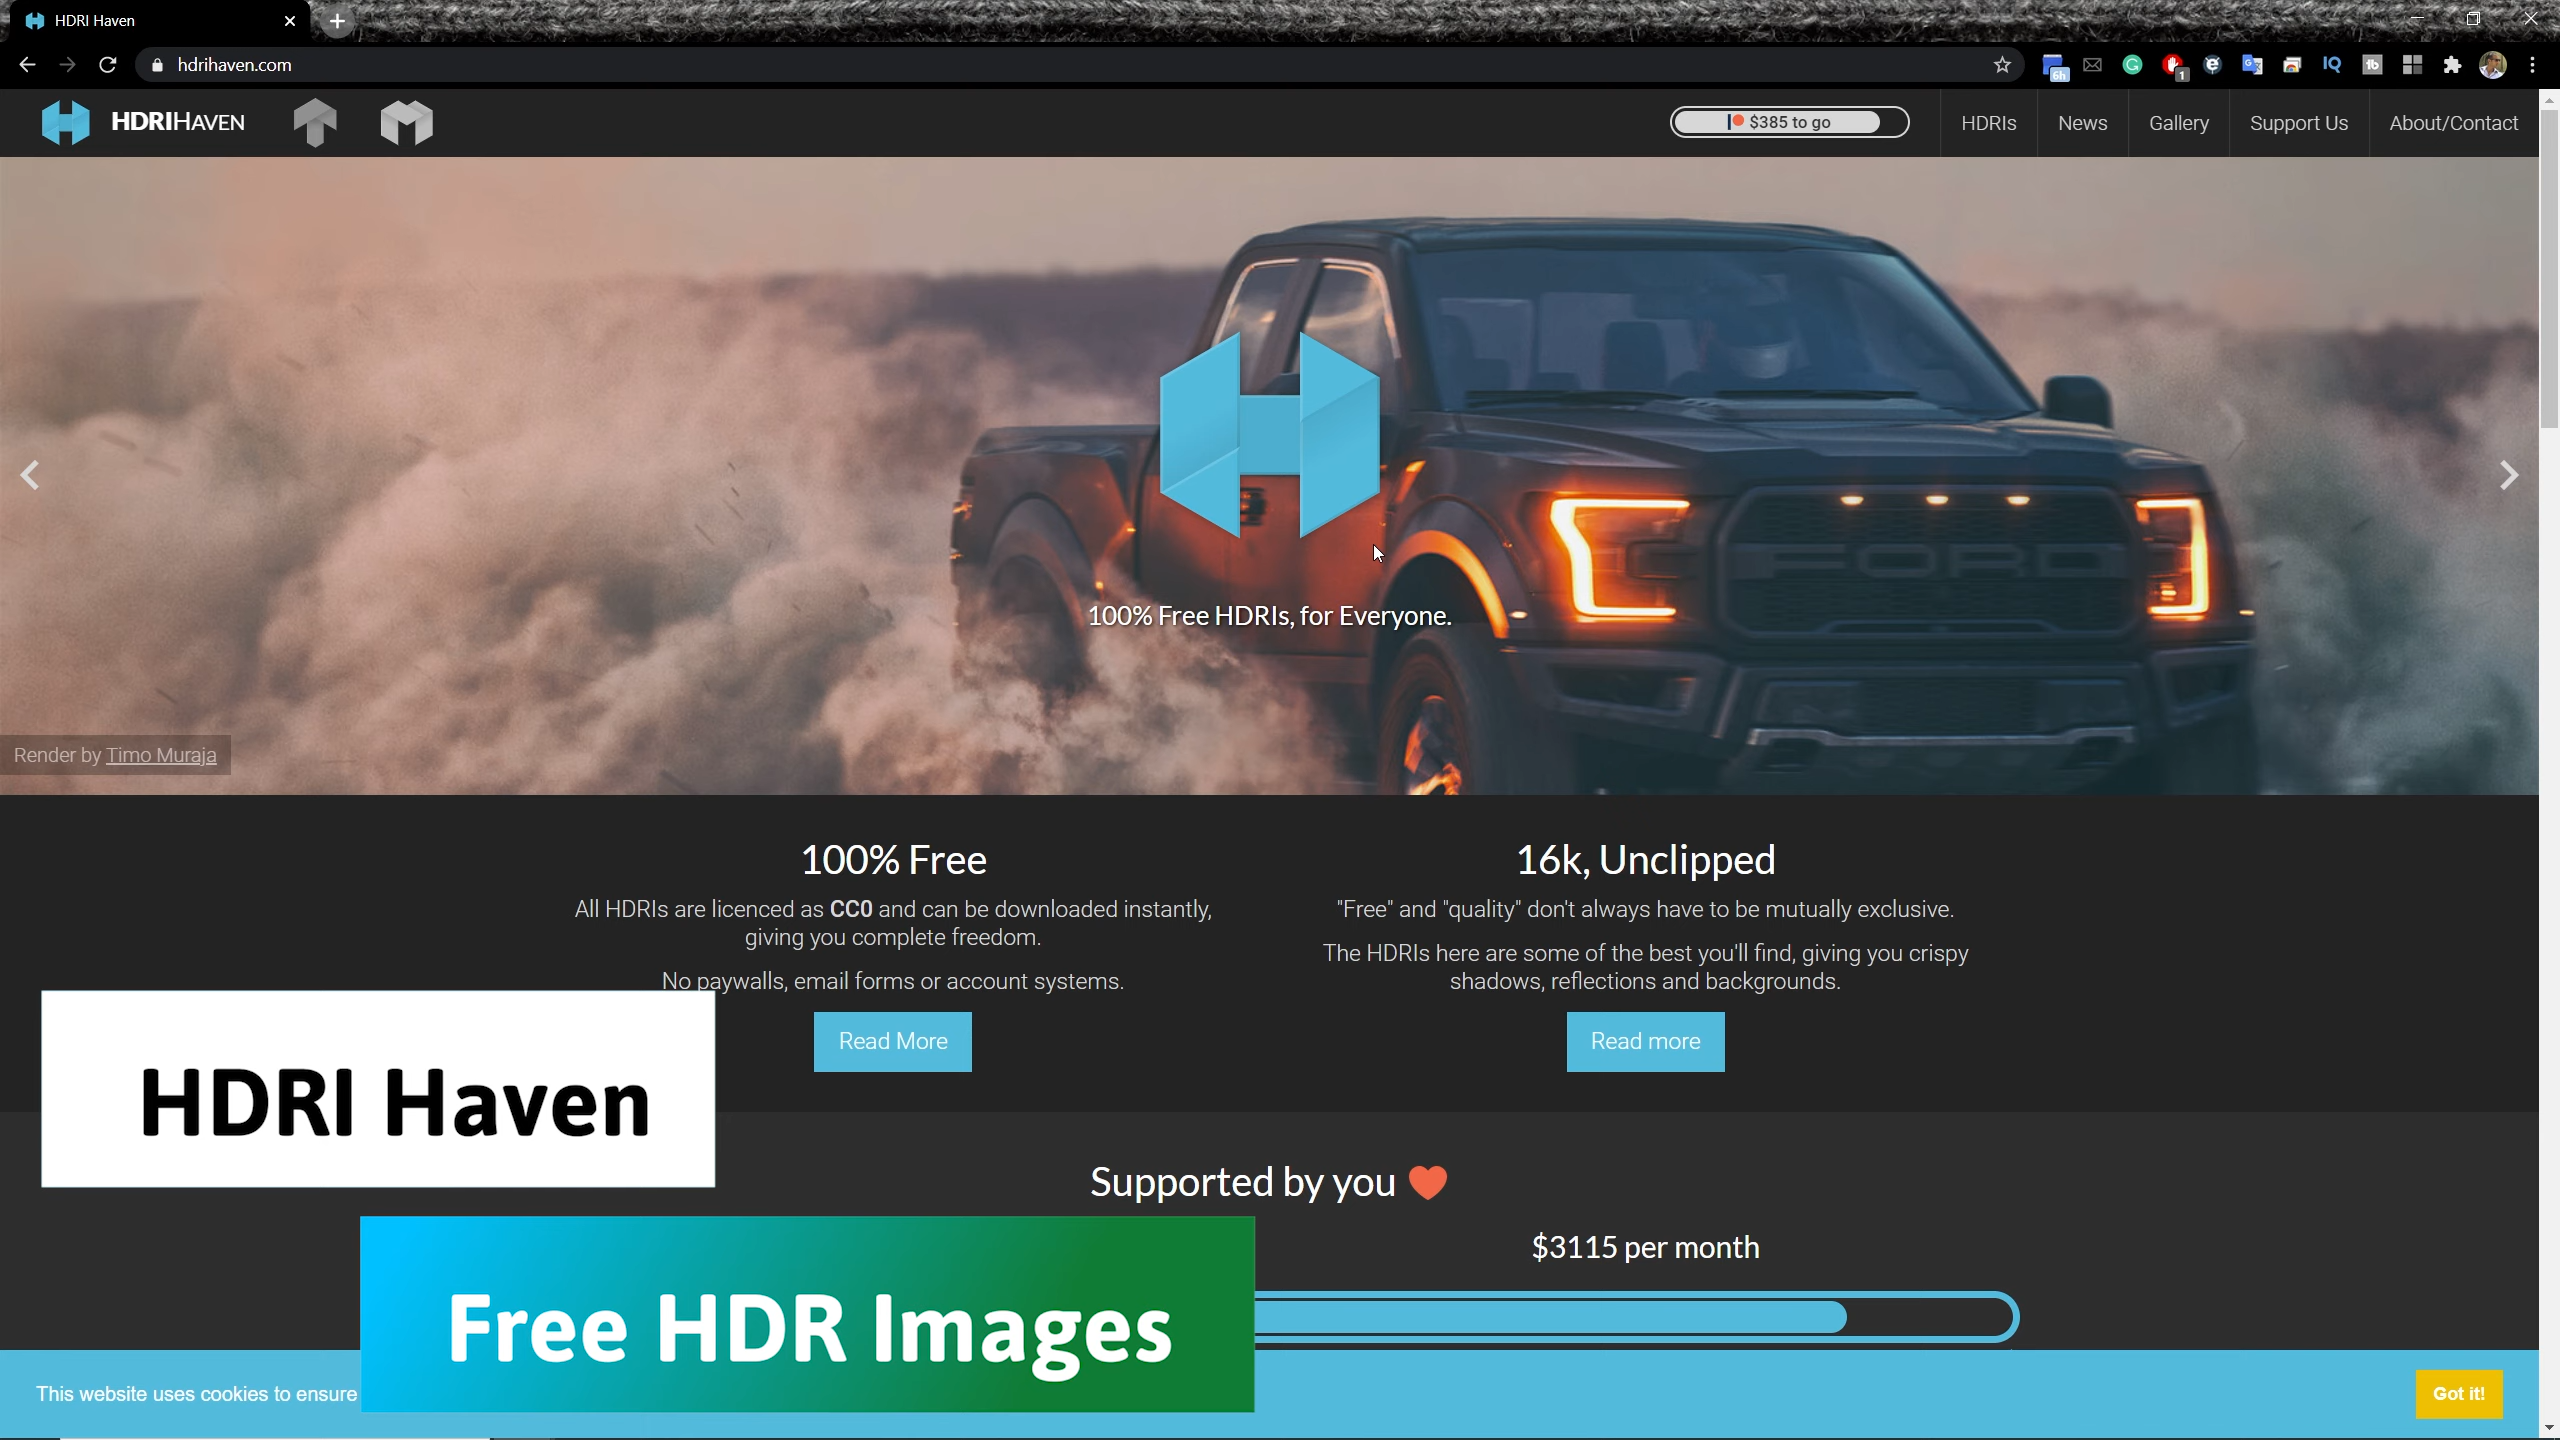 HDRI Haven
hdrihaven.com
6h
1
IQ
HDRIHAVEN
$385 to go
HDRIs
News
Gallery
Support Us
About/Contact
FORD
100% Free HDRIs, for Everyone.
Render by Timo Muraja
100% Free
All HDRIs are licenced as CC0 and can be downloaded instantly,
giving you complete freedom.
No paywalls, email forms or account systems.
Read More
16k, Unclipped
"Free" and "quality" don't always have to be mutually exclusive.
The HDRIs here are some of the best you'll find, giving you crispy
shadows, reflections and backgrounds.
Read more
HDRI Haven
Supported by you
$3115 per month
Free HDR Images
This website uses cookies to ensure
Got it!